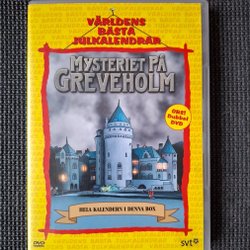 VÄRLDENS
BÄSTA
JULKALENDRAR
MYSTERIET PÅ
GREVEHOLM
OBS!
Dubbel
DVD
HELA KALENDERN I DENNA BOX
DVD
svt